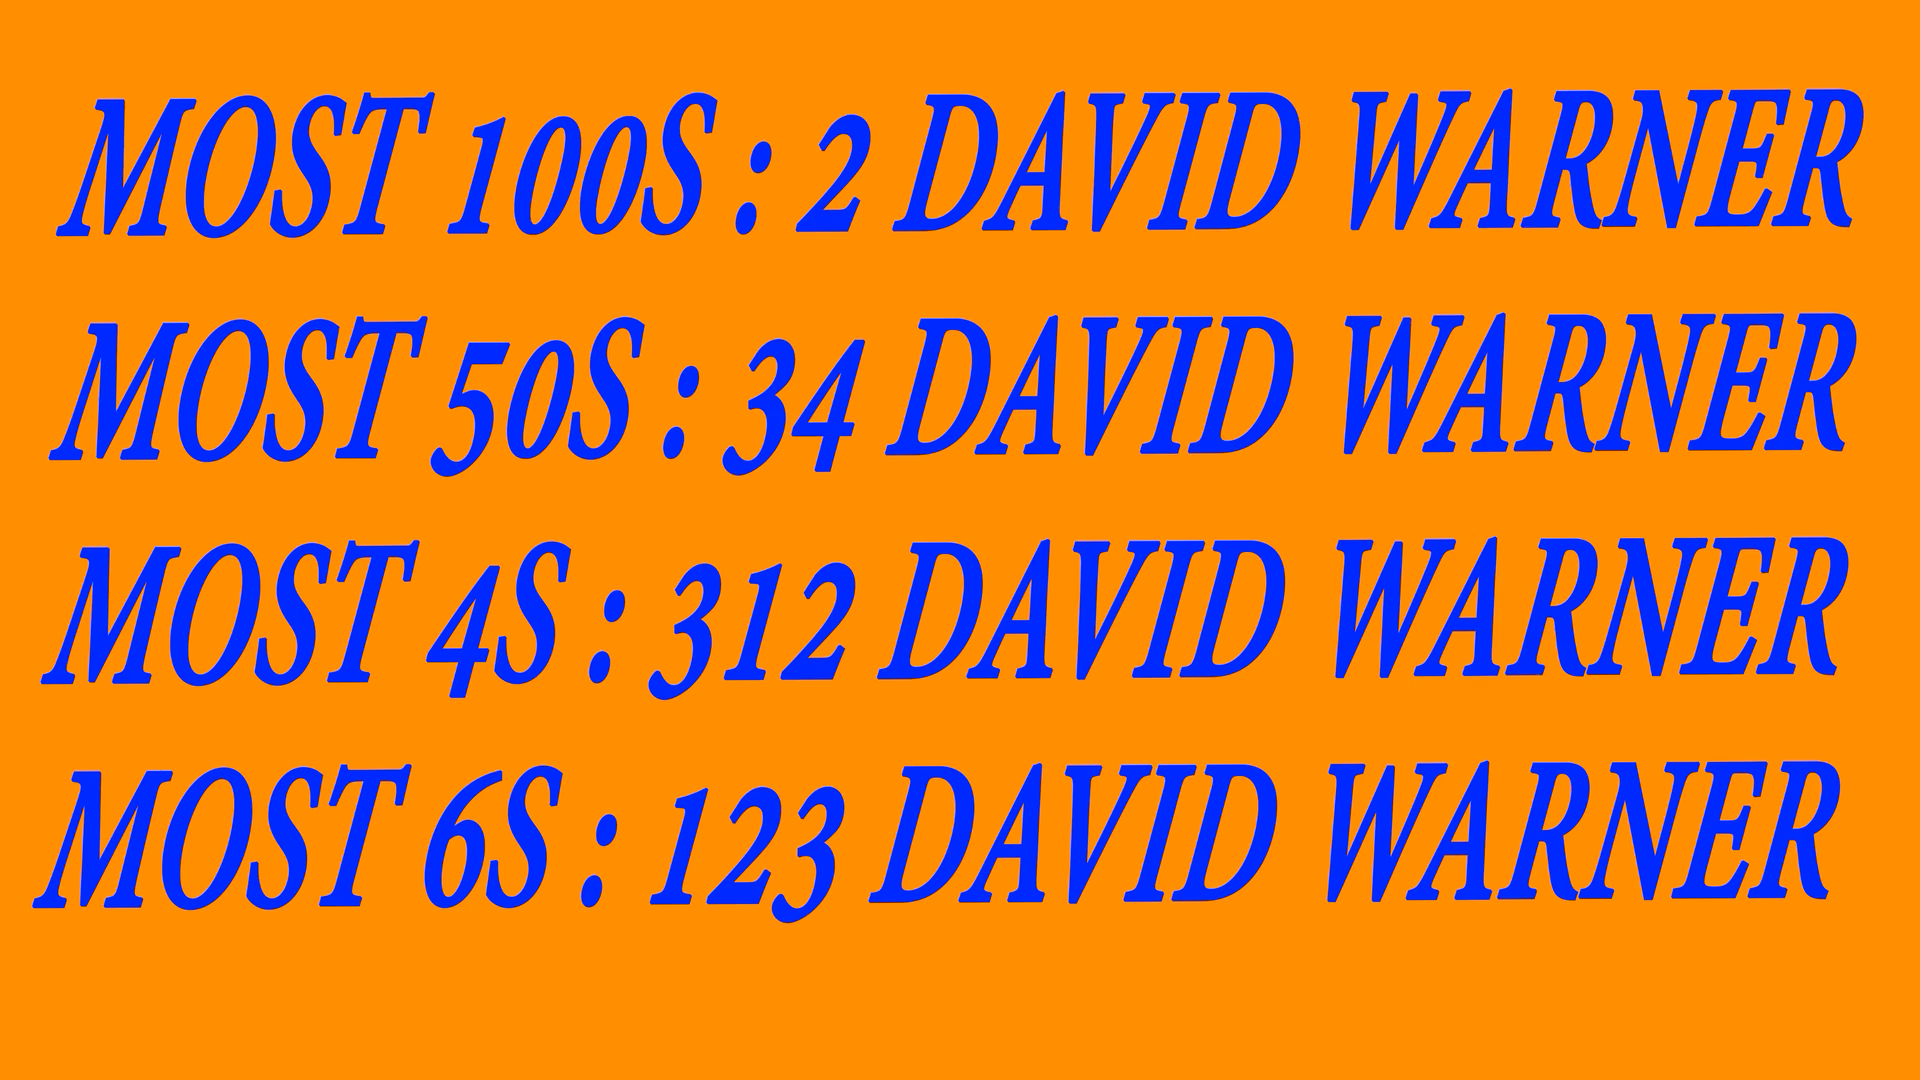 MOST 100S : 2 DAVID WARNER
MOST 50S : 34 DAVID WARNER
MOST 4S : 312 DAVID WARNER
MOST 6S : 123 DAVID WARNER